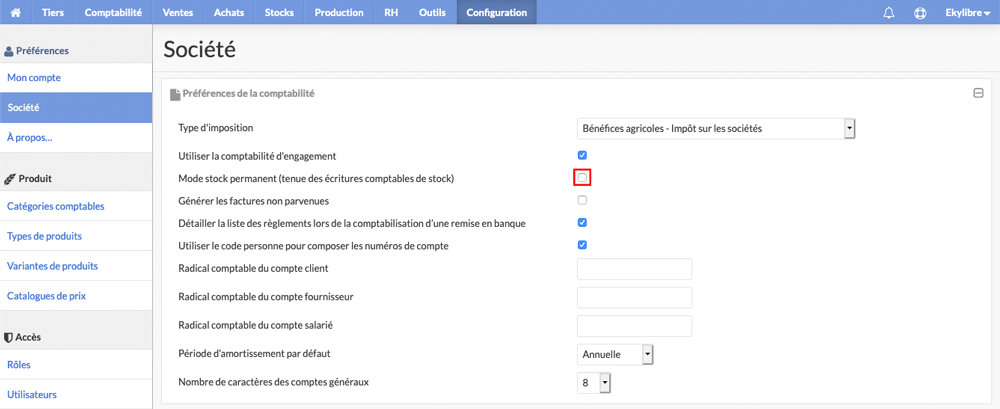 Tiers Comptabilité Ventes Achats Stocks Production RH Outils Configuration Ekylibre
Préférences
Mon compte
Société
À propos...
Produit
Catégories comptables
Types de produits
Variantes de produits
Catalogues de prix
Accès
Rôles
Utilisateurs
Société
Préférences de la comptabilité
Type d'imposition Bénéfices agricoles - Impôt sur les sociétés
Utiliser la comptabilité d'engagement
Mode stock permanent (tenue des écritures comptables de stock)
Générer les factures non parvenues
Détailler la liste des règlements lors de la comptabilisation d'une remise en banque
Utiliser le code personne pour composer les numéros de compte
Radical comptable du compte client
Radical comptable du compte fournisseur
Radical comptable du compte salarié
Période d'amortissement par défaut Annuelle
Nombre de caractères des comptes généraux 8